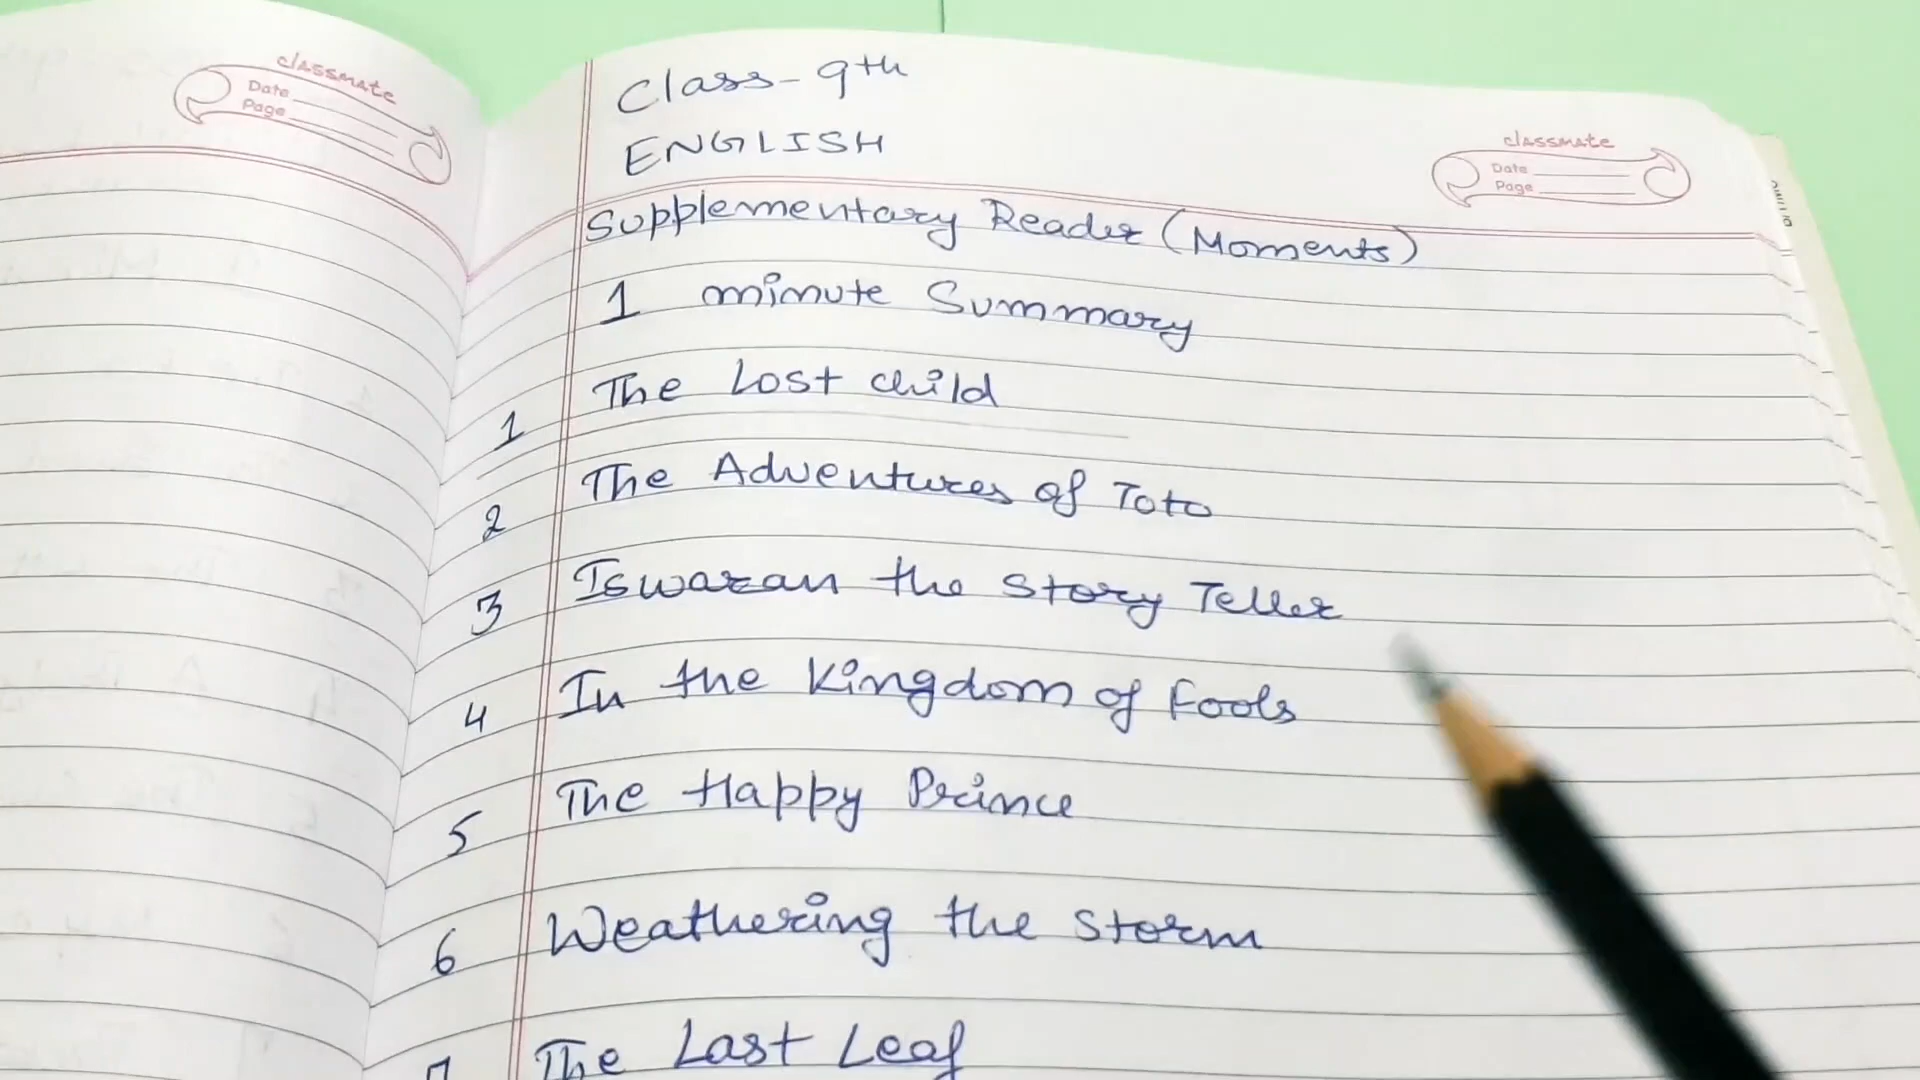 classmate
Date
Page
Class-9th
ENGLISH
classmate
Date
Page
Supplementary Reader (Moments)
1 minute Summary
1 The Lost child
2 The Adventures of Toto
3 Iswaran the Story Teller
4 In the Kingdom of Fools
5 The Happy Prince
6 Weathering the Storm
7 The Last Leaf